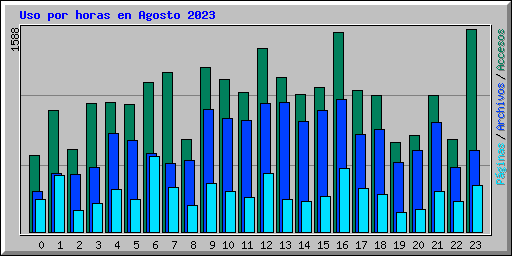 Uso por horas en Agosto 2023
1588
Páginas / Archivos / Accesos
0 1 2 3 4 5 6 7 8 9 10 11 12 13 14 15 16 17 18 19 20 21 22 23